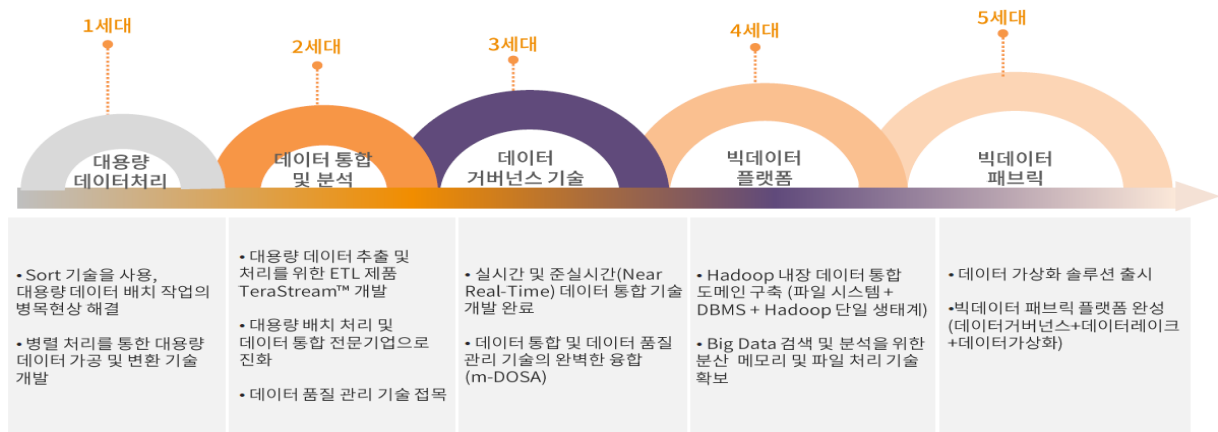 1세대
2세대
3세대
4세대
5세대
대용량
데이터처리
데이터 통합
및 분석
데이터
거버넌스 기술
빅데이터
플랫폼
빅데이터
패브릭
• Sort 기술을 사용,
대용량 데이터 배치 작업의
병목현상 해결
• 병렬 처리를 통한 대용량
데이터 가공 및 변환 기술
개발
• 대용량 데이터 추출 및
처리를 위한 ETL 제품
TeraStream™ 개발
• 대용량 배치 처리 및
데이터 통합 전문기업으로
진화
• 데이터 품질 관리 기술 접목
• 실시간 및 준실시간(Near
Real-Time) 데이터 통합 기술
개발 완료
• 데이터 통합 및 데이터 품질
관리 기술의 완벽한 융합
(m-DOSA)
• Hadoop 내장 데이터 통합
도메인 구축 (파일 시스템+
DBMS + Hadoop 단일 생태계)
• Big Data 검색 및 분석을 위한
분산 메모리 및 파일 처리 기술
확보
• 데이터 가상화 솔루션 출시
•빅데이터 패브릭 플랫폼 완성
(데이터거버넌스+데이터레이크
+데이터가상화)